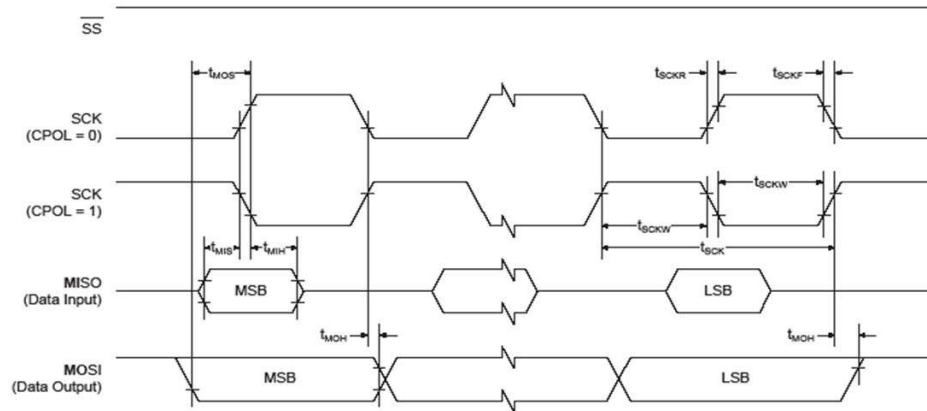 SS
tMOS
tSCKR
tSCKF
SCK
(CPOL = 0)
SCK
(CPOL = 1)
tSCKW
tSCKW
tSCK
tMIS
tMIH
MISO
(Data Input)
MSB
LSB
tMOH
tMOH
MOSI
(Data Output)
MSB
LSB